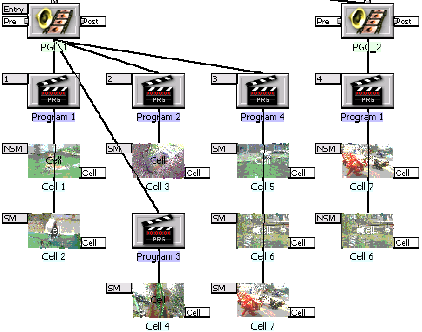 Entry
Pre Post Pre Post
PGC_1 PGC_2
1 2 3 4
PRG PRG PRG PRG
Program 1 Program 2 Program 4 Program 1
NSM Cell Cell SM Cell SM Cell NSM Cell
Cell 1 Cell 3 Cell 5 Cell 7
SM Cell Cell PRG SM Cell NSM Cell
Cell 2 Program 3 Cell 6 Cell 6
SM Cell Cell SM Cell
Cell 4 Cell 7